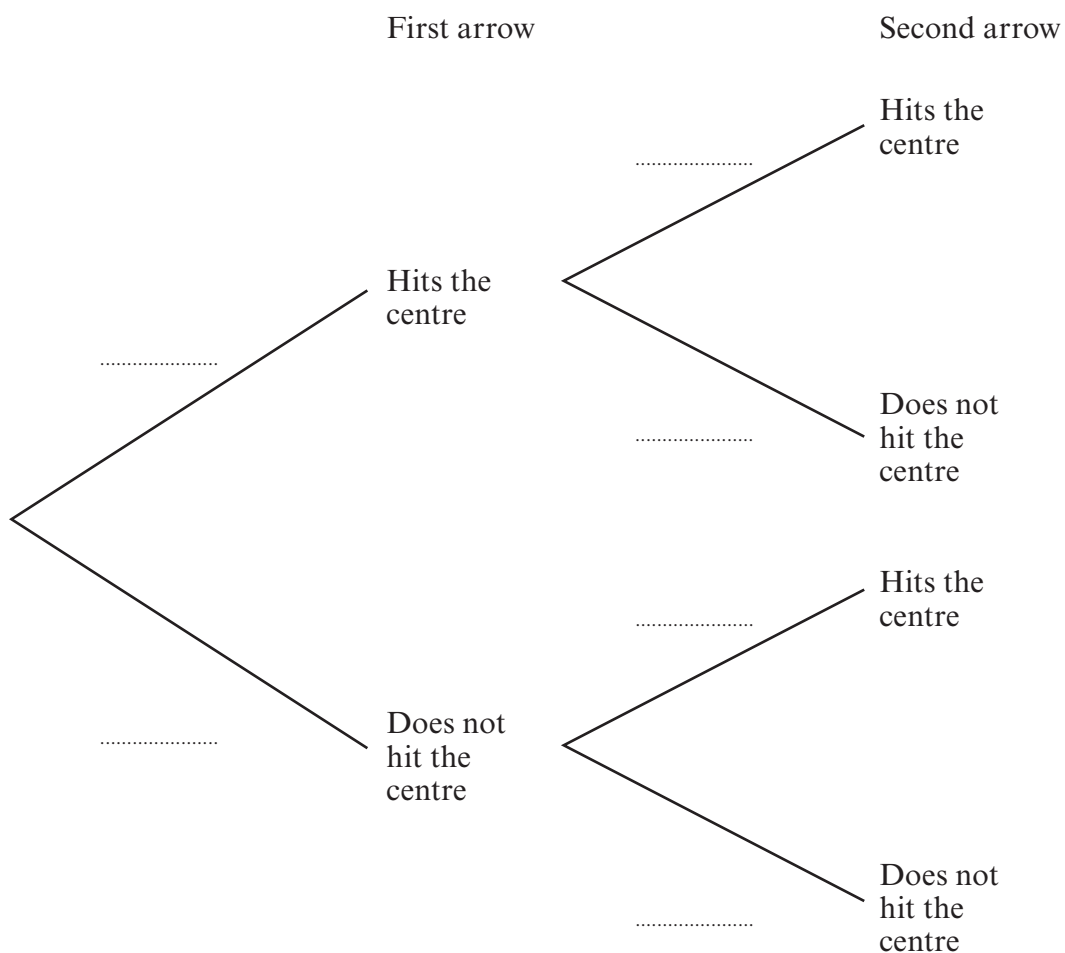 First arrow
Second arrow
Hits the
centre
Hits the
centre
Does not
hit the
centre
Hits the
centre
Does not
hit the
centre
Does not
hit the
centre